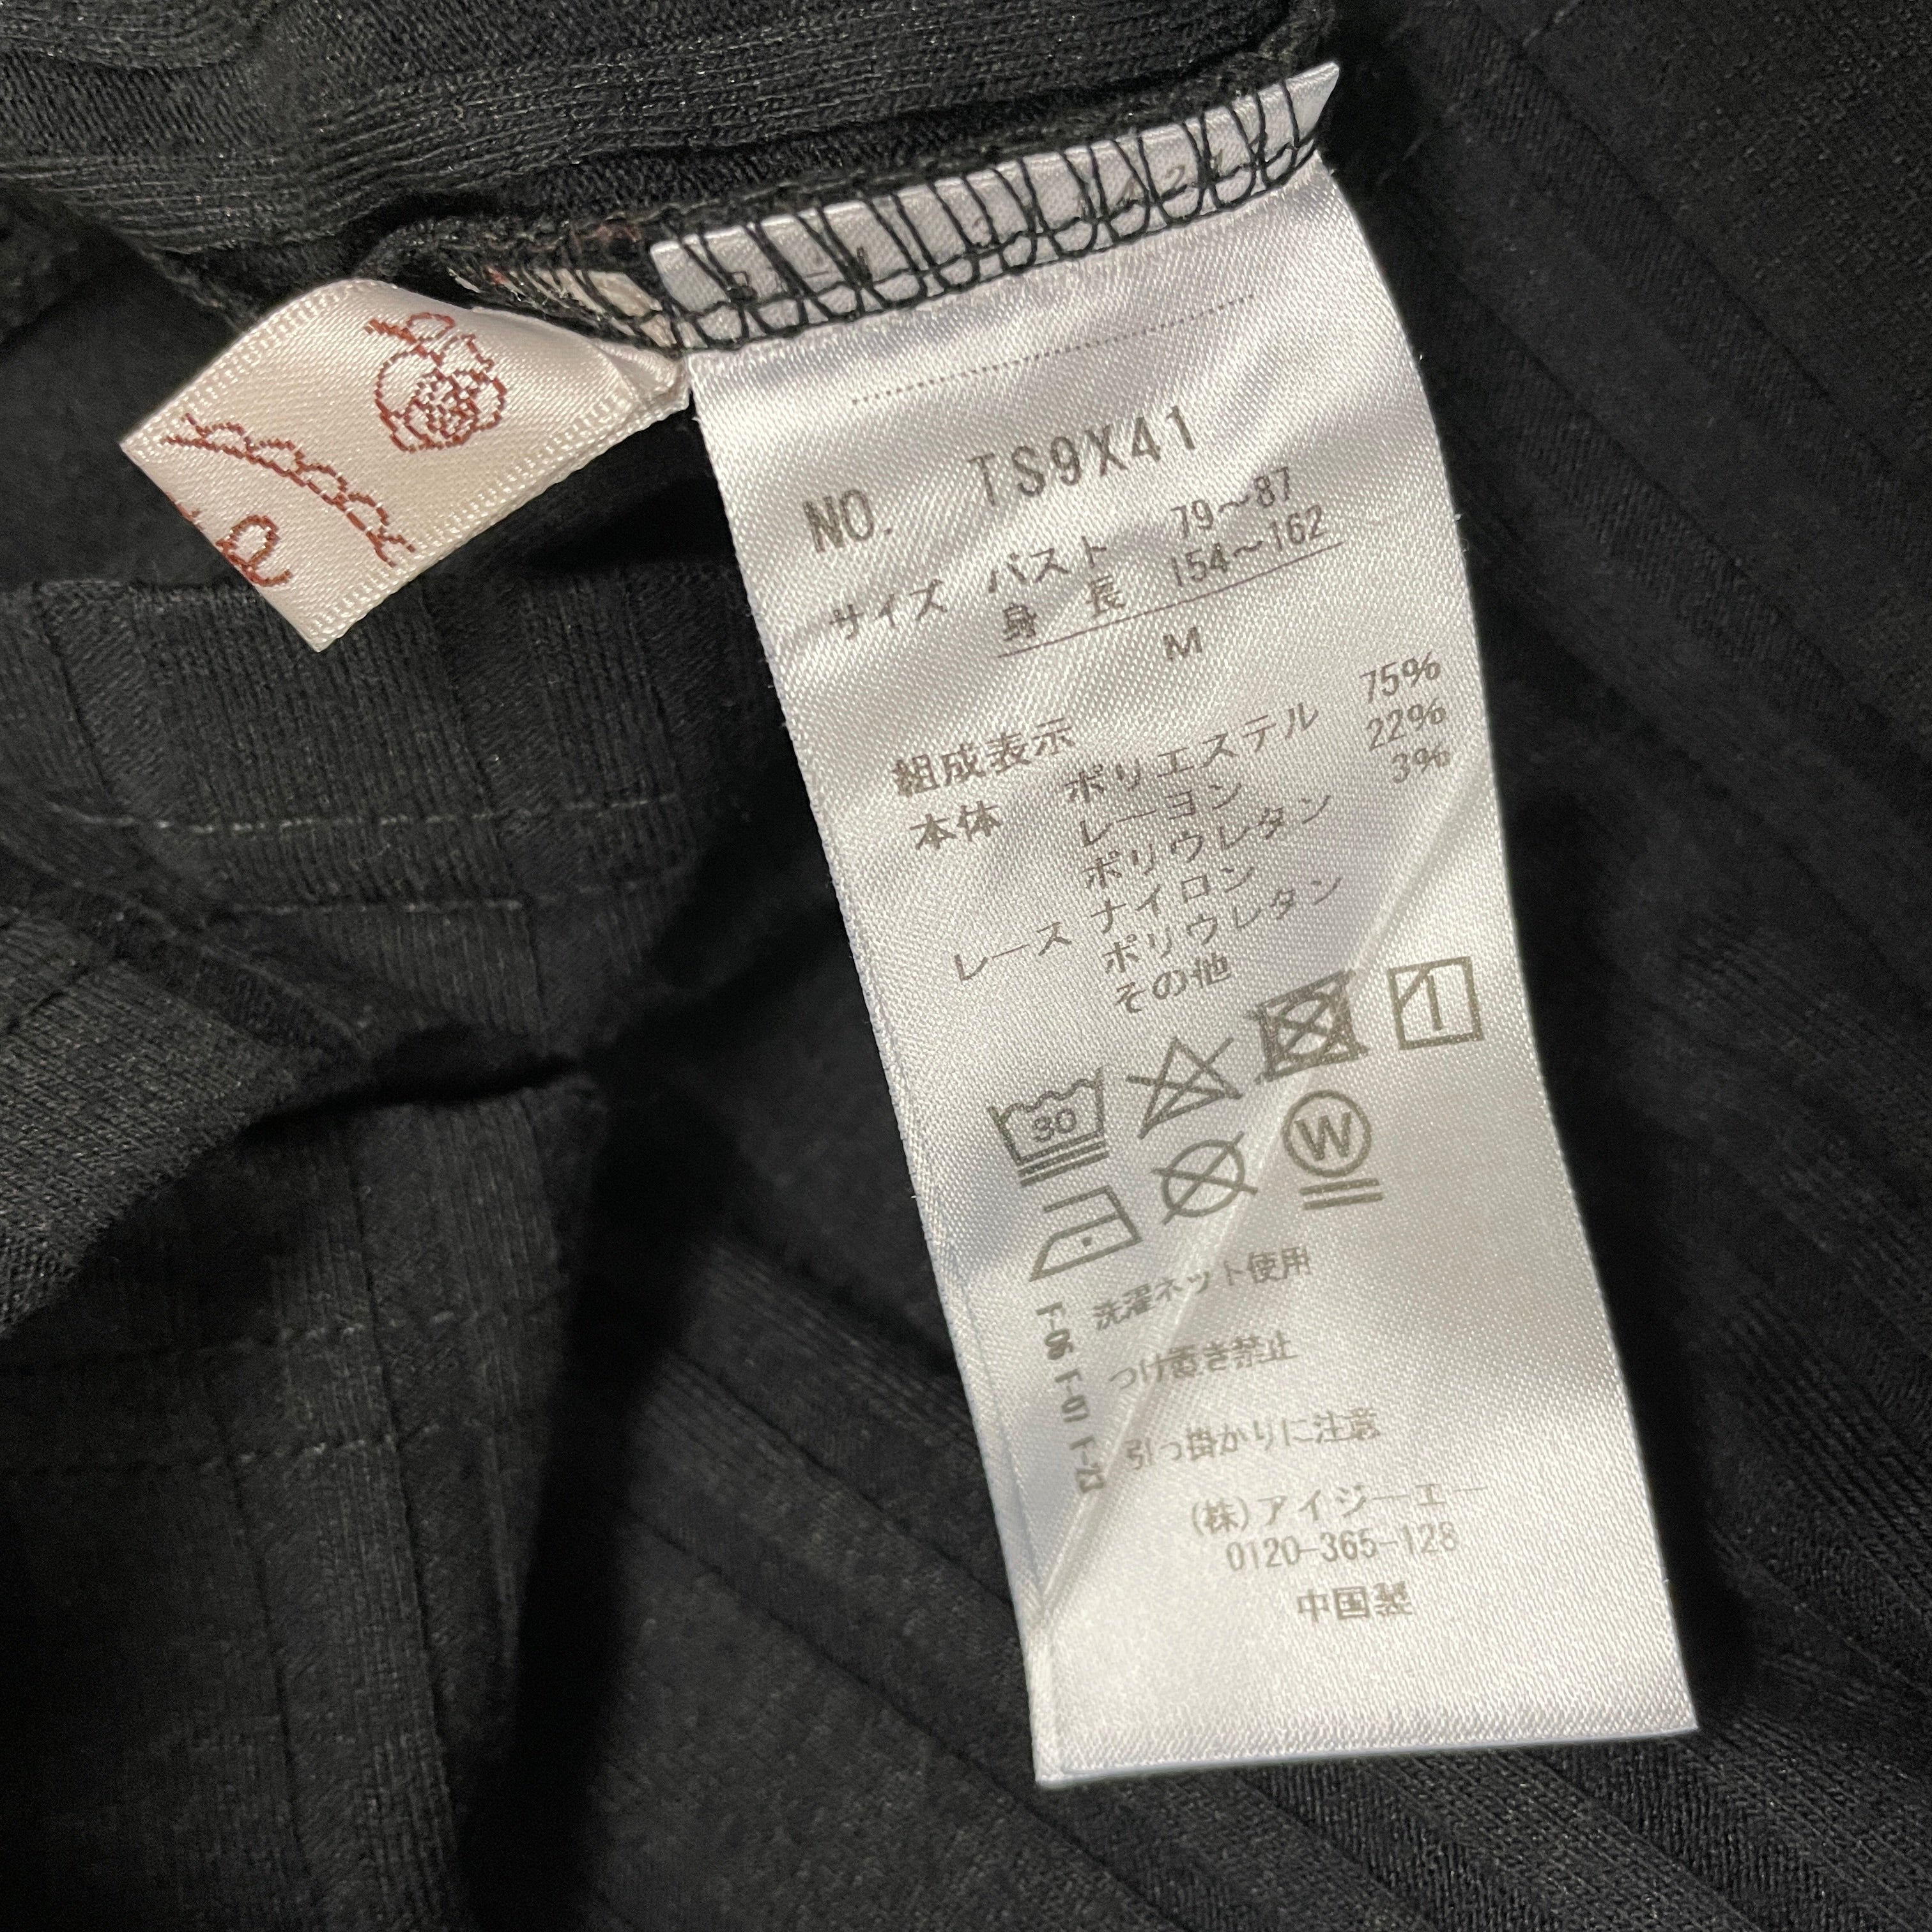 NO. TS9X41
サイズ バスト 79～87
身 長 154～162
M
組成表示
本体 ポリエステル 75%
レーヨン 22%
ポリウレタン 3%
レース ナイロン
ポリウレタン
その他
30
W
洗濯ネット使用
つけ置き禁止
引っ掛かりに注意
F-06 F-07 F-23
(株)アイジーエー
0120-365-128
中国製